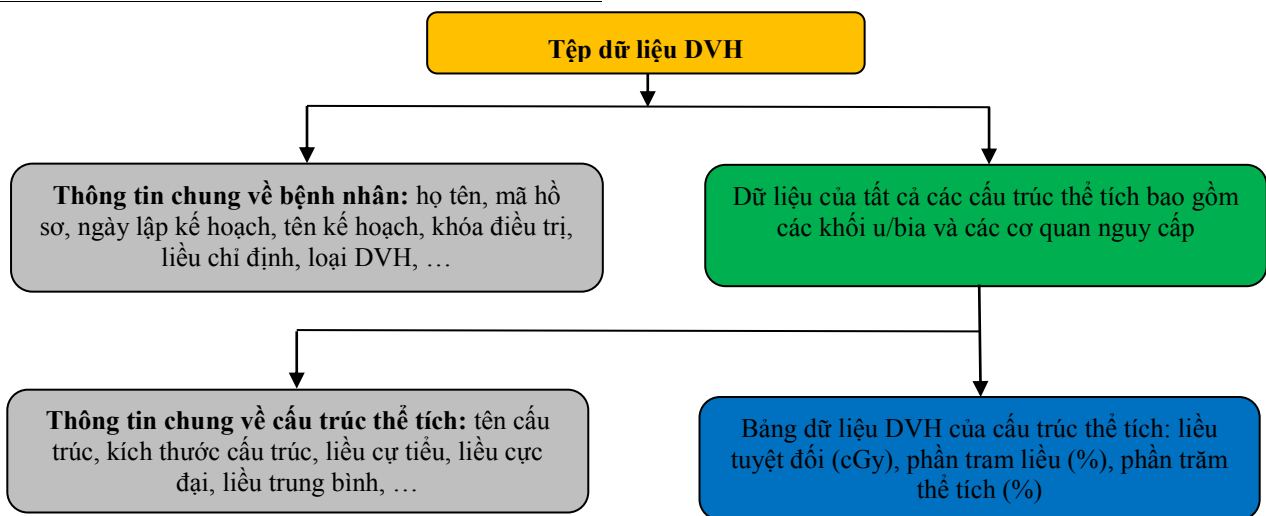 Tệp dữ liệu DVH
Thông tin chung về bệnh nhân: họ tên, mã hồ
sơ, ngày lập kế hoạch, tên kế hoạch, khóa điều trị,
liều chỉ định, loại DVH, …
Dữ liệu của tất cả các cấu trúc thể tích bao gồm
các khối u/bia và các cơ quan nguy cấp
Thông tin chung về cấu trúc thể tích: tên cấu
trúc, kích thước cấu trúc, liều cự tiểu, liều cực
đại, liều trung bình, …
Bảng dữ liệu DVH của cấu trúc thể tích: liều
tuyệt đối (cGy), phần tram liều (%), phần trăm
thể tích (%)